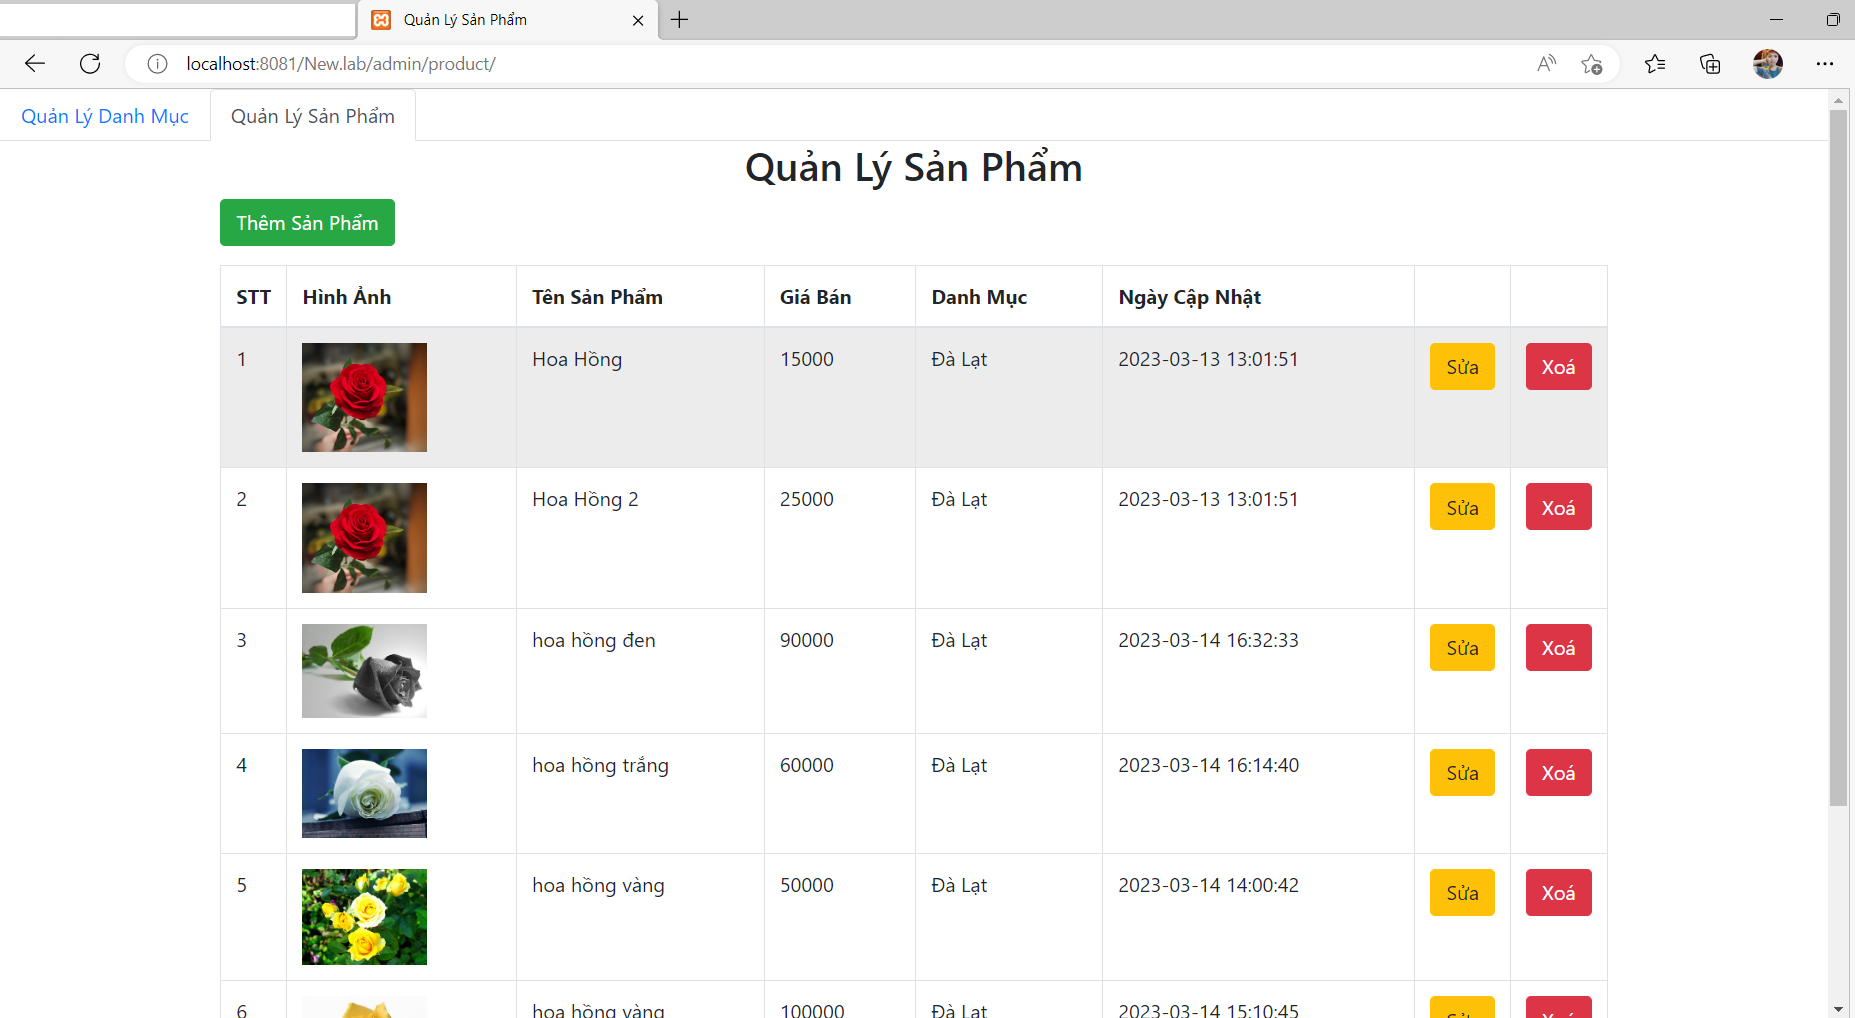 Quản Lý Sản Phẩm
localhost:8081/New.lab/admin/product/
Quản Lý Danh Mục Quản Lý Sản Phẩm
Quản Lý Sản Phẩm
Thêm Sản Phẩm
STT Hình Ảnh Tên Sản Phẩm Giá Bán Danh Mục Ngày Cập Nhật
1 Hoa Hồng 15000 Đà Lạt 2023-03-13 13:01:51 Sửa Xoá
2 Hoa Hồng 2 25000 Đà Lạt 2023-03-13 13:01:51 Sửa Xoá
3 hoa hồng đen 90000 Đà Lạt 2023-03-14 16:32:33 Sửa Xoá
4 hoa hồng trắng 60000 Đà Lạt 2023-03-14 16:14:40 Sửa Xoá
5 hoa hồng vàng 50000 Đà Lạt 2023-03-14 14:00:42 Sửa Xoá
6 hoa hồng vàng 100000 Đà Lạt 2023-03-14 15:10:45 Sửa Xoá